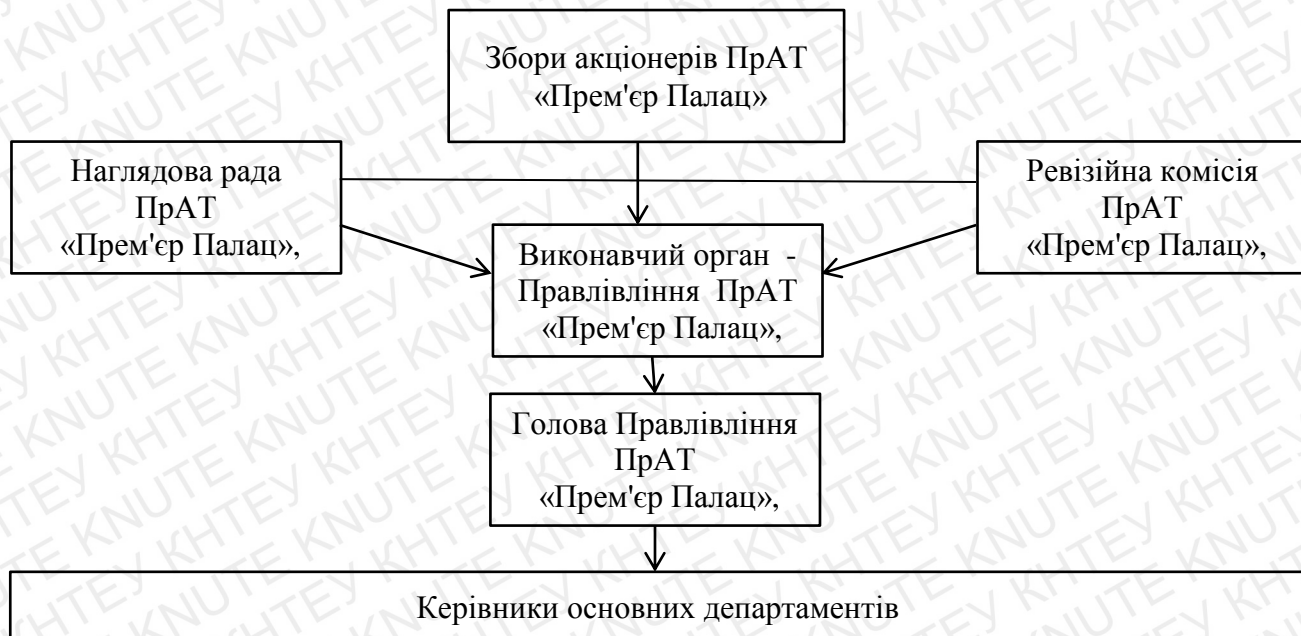 Збори акціонерів ПрАТ
«Прем'єр Палац»
Наглядова рада
ПрАТ
«Прем'єр Палац»,
Ревізійна комісія
ПрАТ
«Прем'єр Палац»,
Виконавчий орган -
Правлівління ПрАТ
«Прем'єр Палац»,
Голова Правлівління
ПрАТ
«Прем'єр Палац»,
Керівники основних департаментів